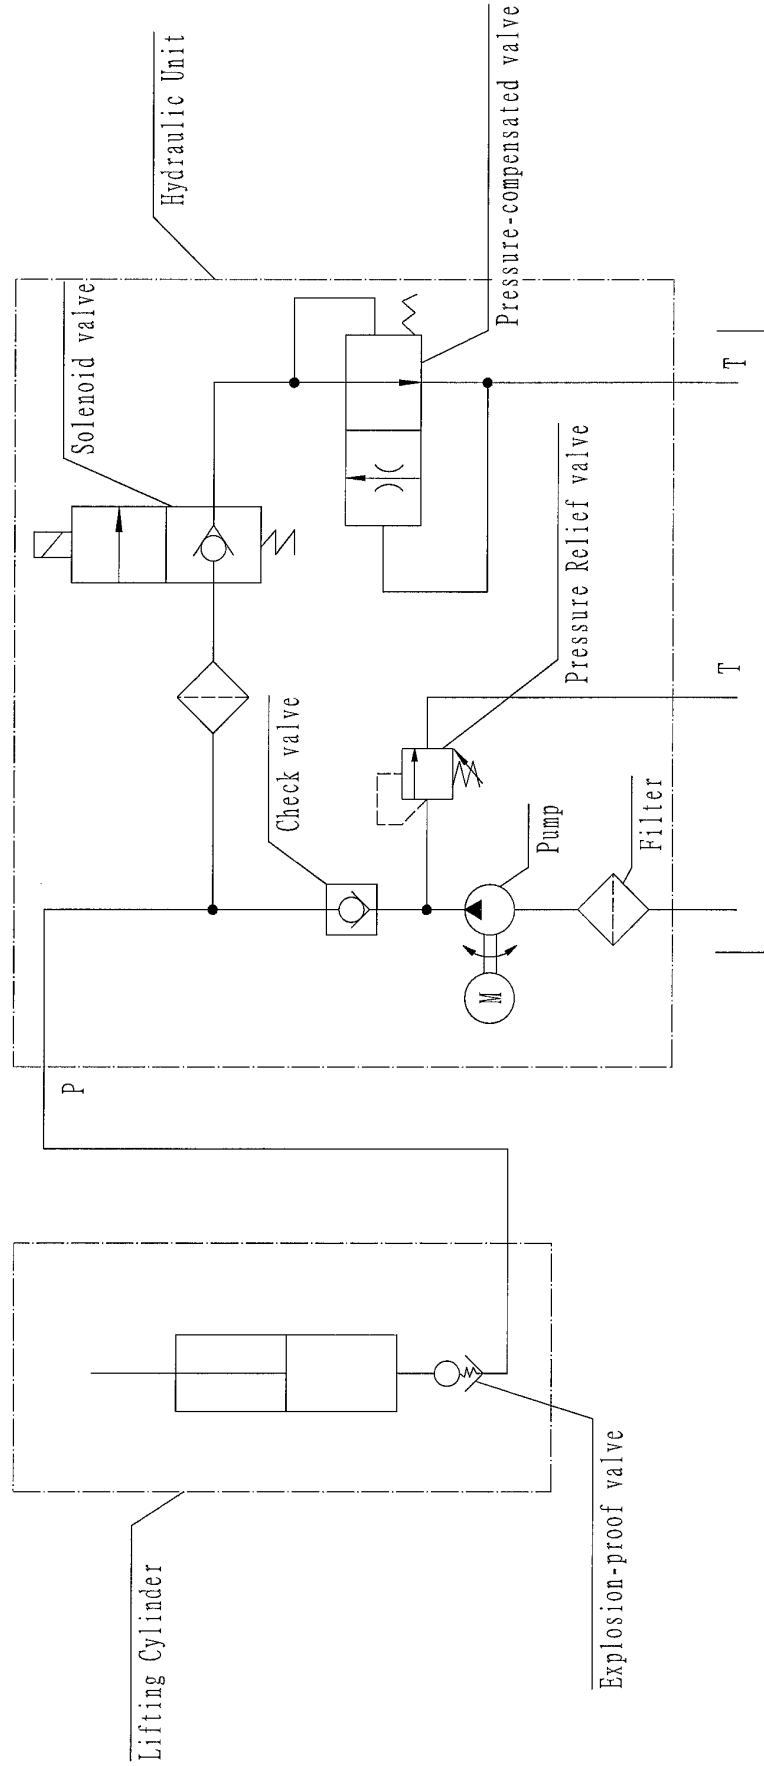 Hydraulic Unit
Solenoid valve
Pressure-compensated valve
T
Pressure Relief valve
T
Check valve
Pump
Filter
M
P
Lifting Cylinder
Explosion-proof valve